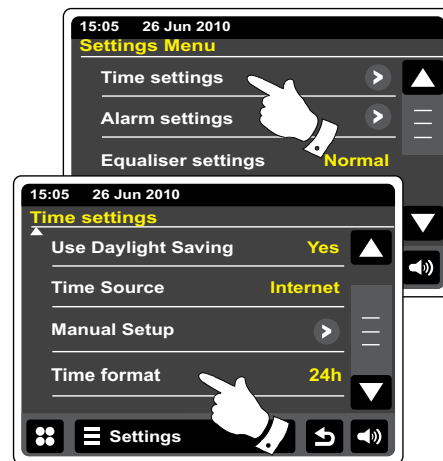 15:05 26 Jun 2010
Settings Menu
Time settings
Alarm settings
Equaliser settings Normal
15:05 26 Jun 2010
Time settings
Use Daylight Saving Yes
Time Source Internet
Manual Setup
Time format 24h
Settings